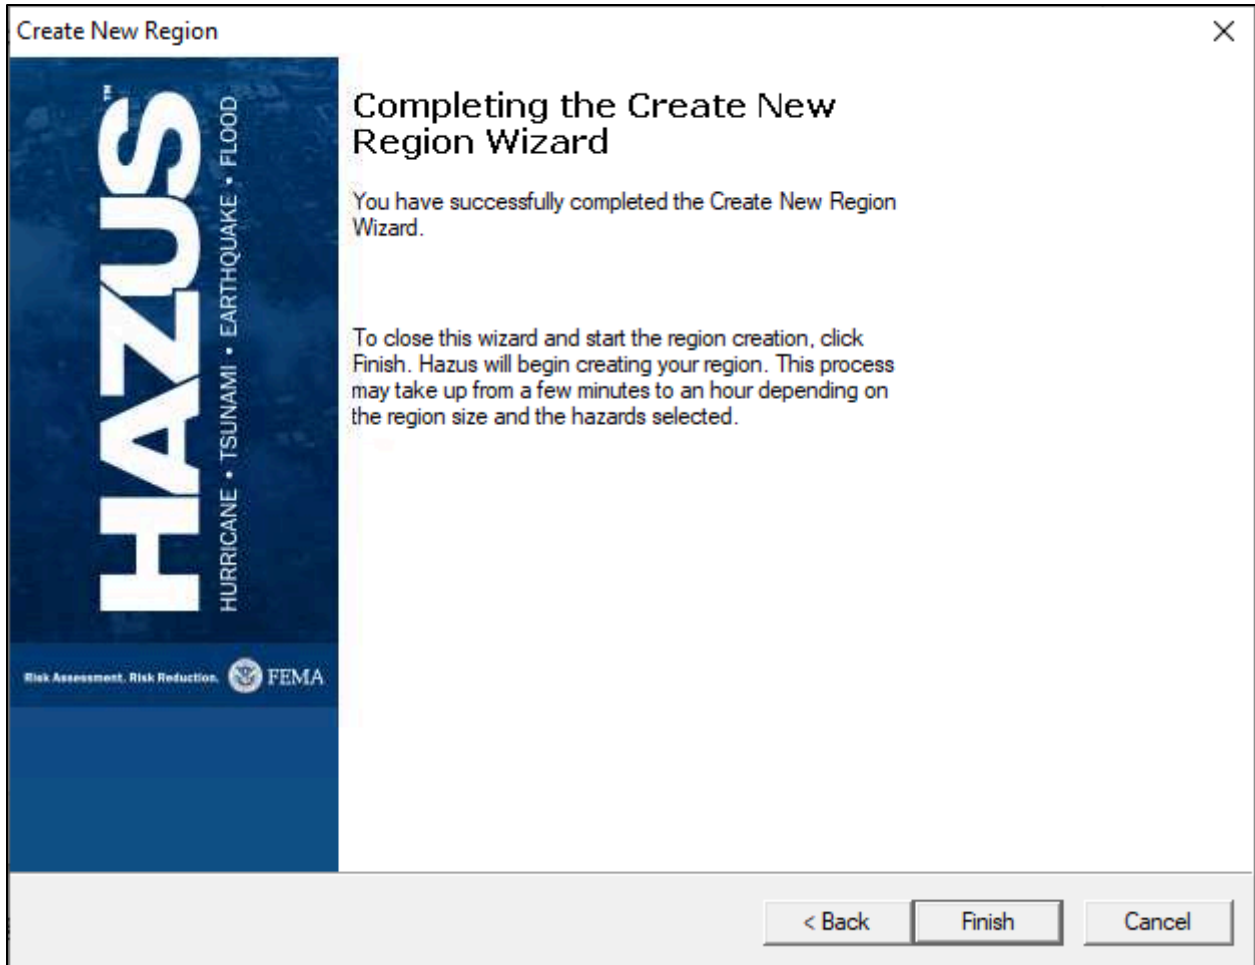 Create New Region
HAZUS™
HURRICANE • TSUNAMI • EARTHQUAKE • FLOOD
Risk Assessment. Risk Reduction. FEMA
Completing the Create New
Region Wizard
You have successfully completed the Create New Region
Wizard.
To close this wizard and start the region creation, click
Finish. Hazus will begin creating your region. This process
may take up from a few minutes to an hour depending on
the region size and the hazards selected.
< Back Finish Cancel